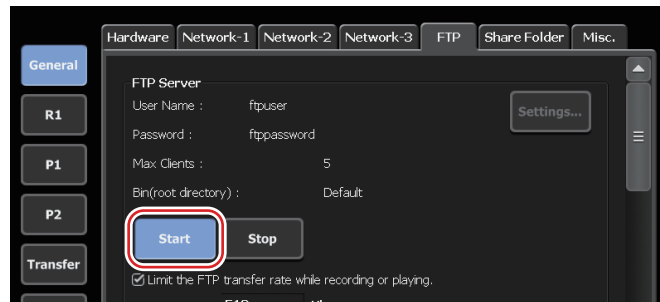 Hardware Network-1 Network-2 Network-3 FTP Share Folder Misc.
General
FTP Server
User Name : ftpuser
Settings...
R1
Password : ftppassword
P1
Max Clients : 5
Bin(root directory) : Default
P2
Start Stop
Transfer
Limit the FTP transfer rate while recording or playing.